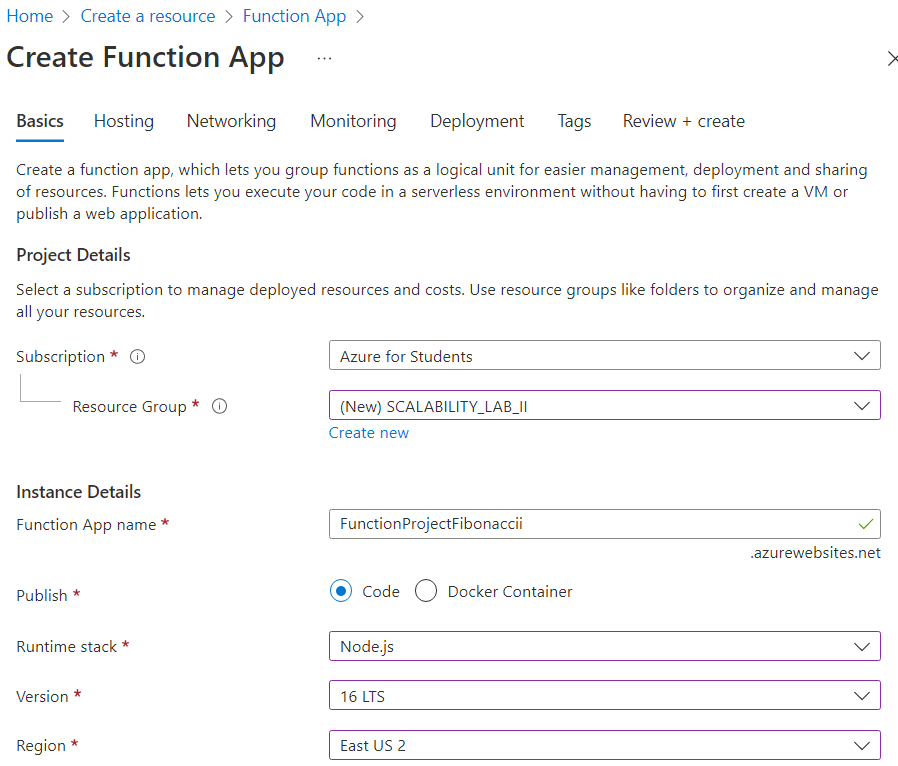 Home > Create a resource > Function App >
Create Function App ...
Basics Hosting Networking Monitoring Deployment Tags Review + create
Create a function app, which lets you group functions as a logical unit for easier management, deployment and sharing
of resources. Functions lets you execute your code in a serverless environment without having to first create a VM or
publish a web application.
Project Details
Select a subscription to manage deployed resources and costs. Use resource groups like folders to organize and manage
all your resources.
Subscription * Azure for Students
Resource Group * (New) SCALABILITY_LAB_II
Create new
Instance Details
Function App name * FunctionProjectFibonaccii
.azurewebsites.net
Publish * Code Docker Container
Runtime stack * Node.js
Version * 16 LTS
Region * East US 2